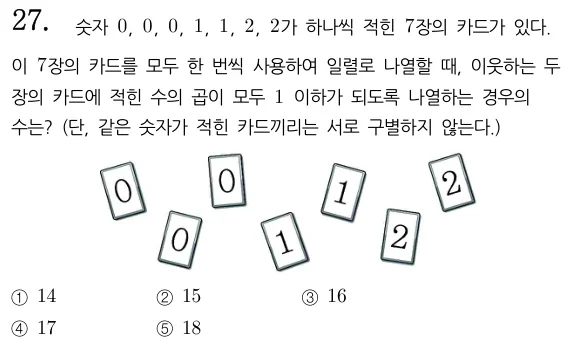 27. 숫자 0, 0, 0, 1, 1, 2, 2가 하나씩 적힌 7장의 카드가 있다.
이 7장의 카드를 모두 한 번씩 사용하여 일렬로 나열할 때, 이웃하는 두
장의 카드에 적힌 수의 곱이 모두 1 이하가 되도록 나열하는 경우의
수는? (단, 같은 숫자가 적힌 카드끼리는 서로 구별하지 않는다.)
0 0 1 2
0 1 2
① 14 ② 15 ③ 16
④ 17 ⑤ 18